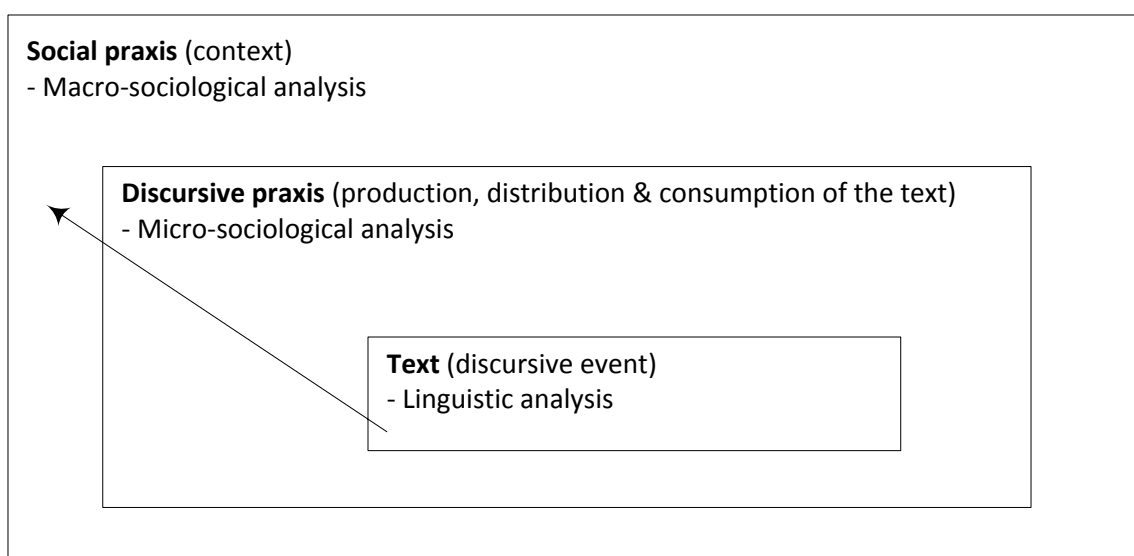 Social praxis (context)
- Macro-sociological analysis
Discursive praxis (production, distribution & consumption of the text)
- Micro-sociological analysis
Text (discursive event)
- Linguistic analysis